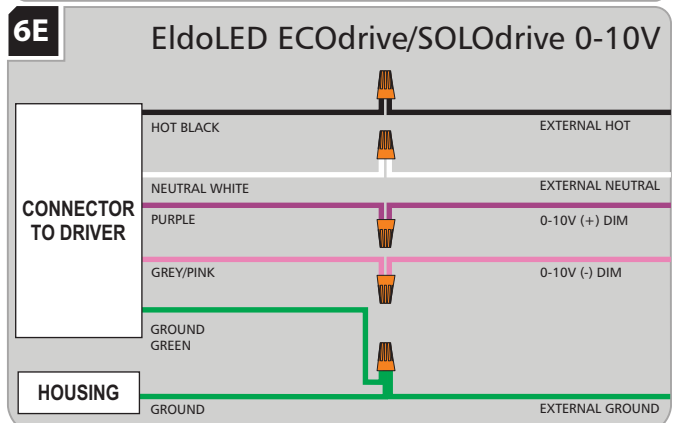 6E
EldoLED ECOdrive/SOLOdrive 0-10V
CONNECTOR
TO DRIVER
HOT BLACK
EXTERNAL HOT
NEUTRAL WHITE
EXTERNAL NEUTRAL
PURPLE
0-10V (+) DIM
GREY/PINK
0-10V (-) DIM
GROUND
GREEN
HOUSING
GROUND
EXTERNAL GROUND